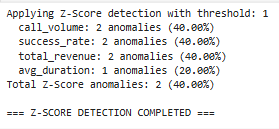 Applying Z-Score detection with threshold: 1
  call_volume: 2 anomalies (40.00%)
  success_rate: 2 anomalies (40.00%)
  total_revenue: 2 anomalies (40.00%)
  avg_duration: 1 anomalies (20.00%)
Total Z-Score anomalies: 2 (40.00%)
=== Z-SCORE DETECTION COMPLETED ===